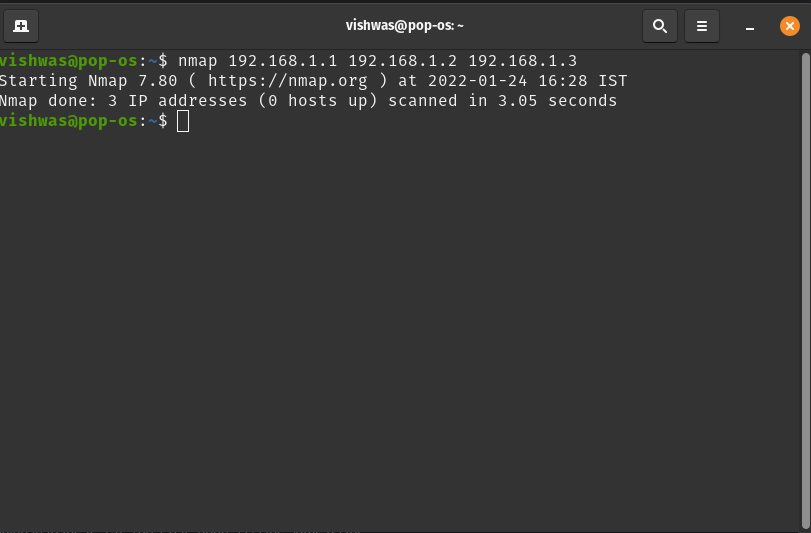 vishwas@pop-os: ~
vishwas@pop-os:~$ nmap 192.168.1.1 192.168.1.2 192.168.1.3
Starting Nmap 7.80 ( https://nmap.org ) at 2022-01-24 16:28 IST
Nmap done: 3 IP addresses (0 hosts up) scanned in 3.05 seconds
vishwas@pop-os:~$